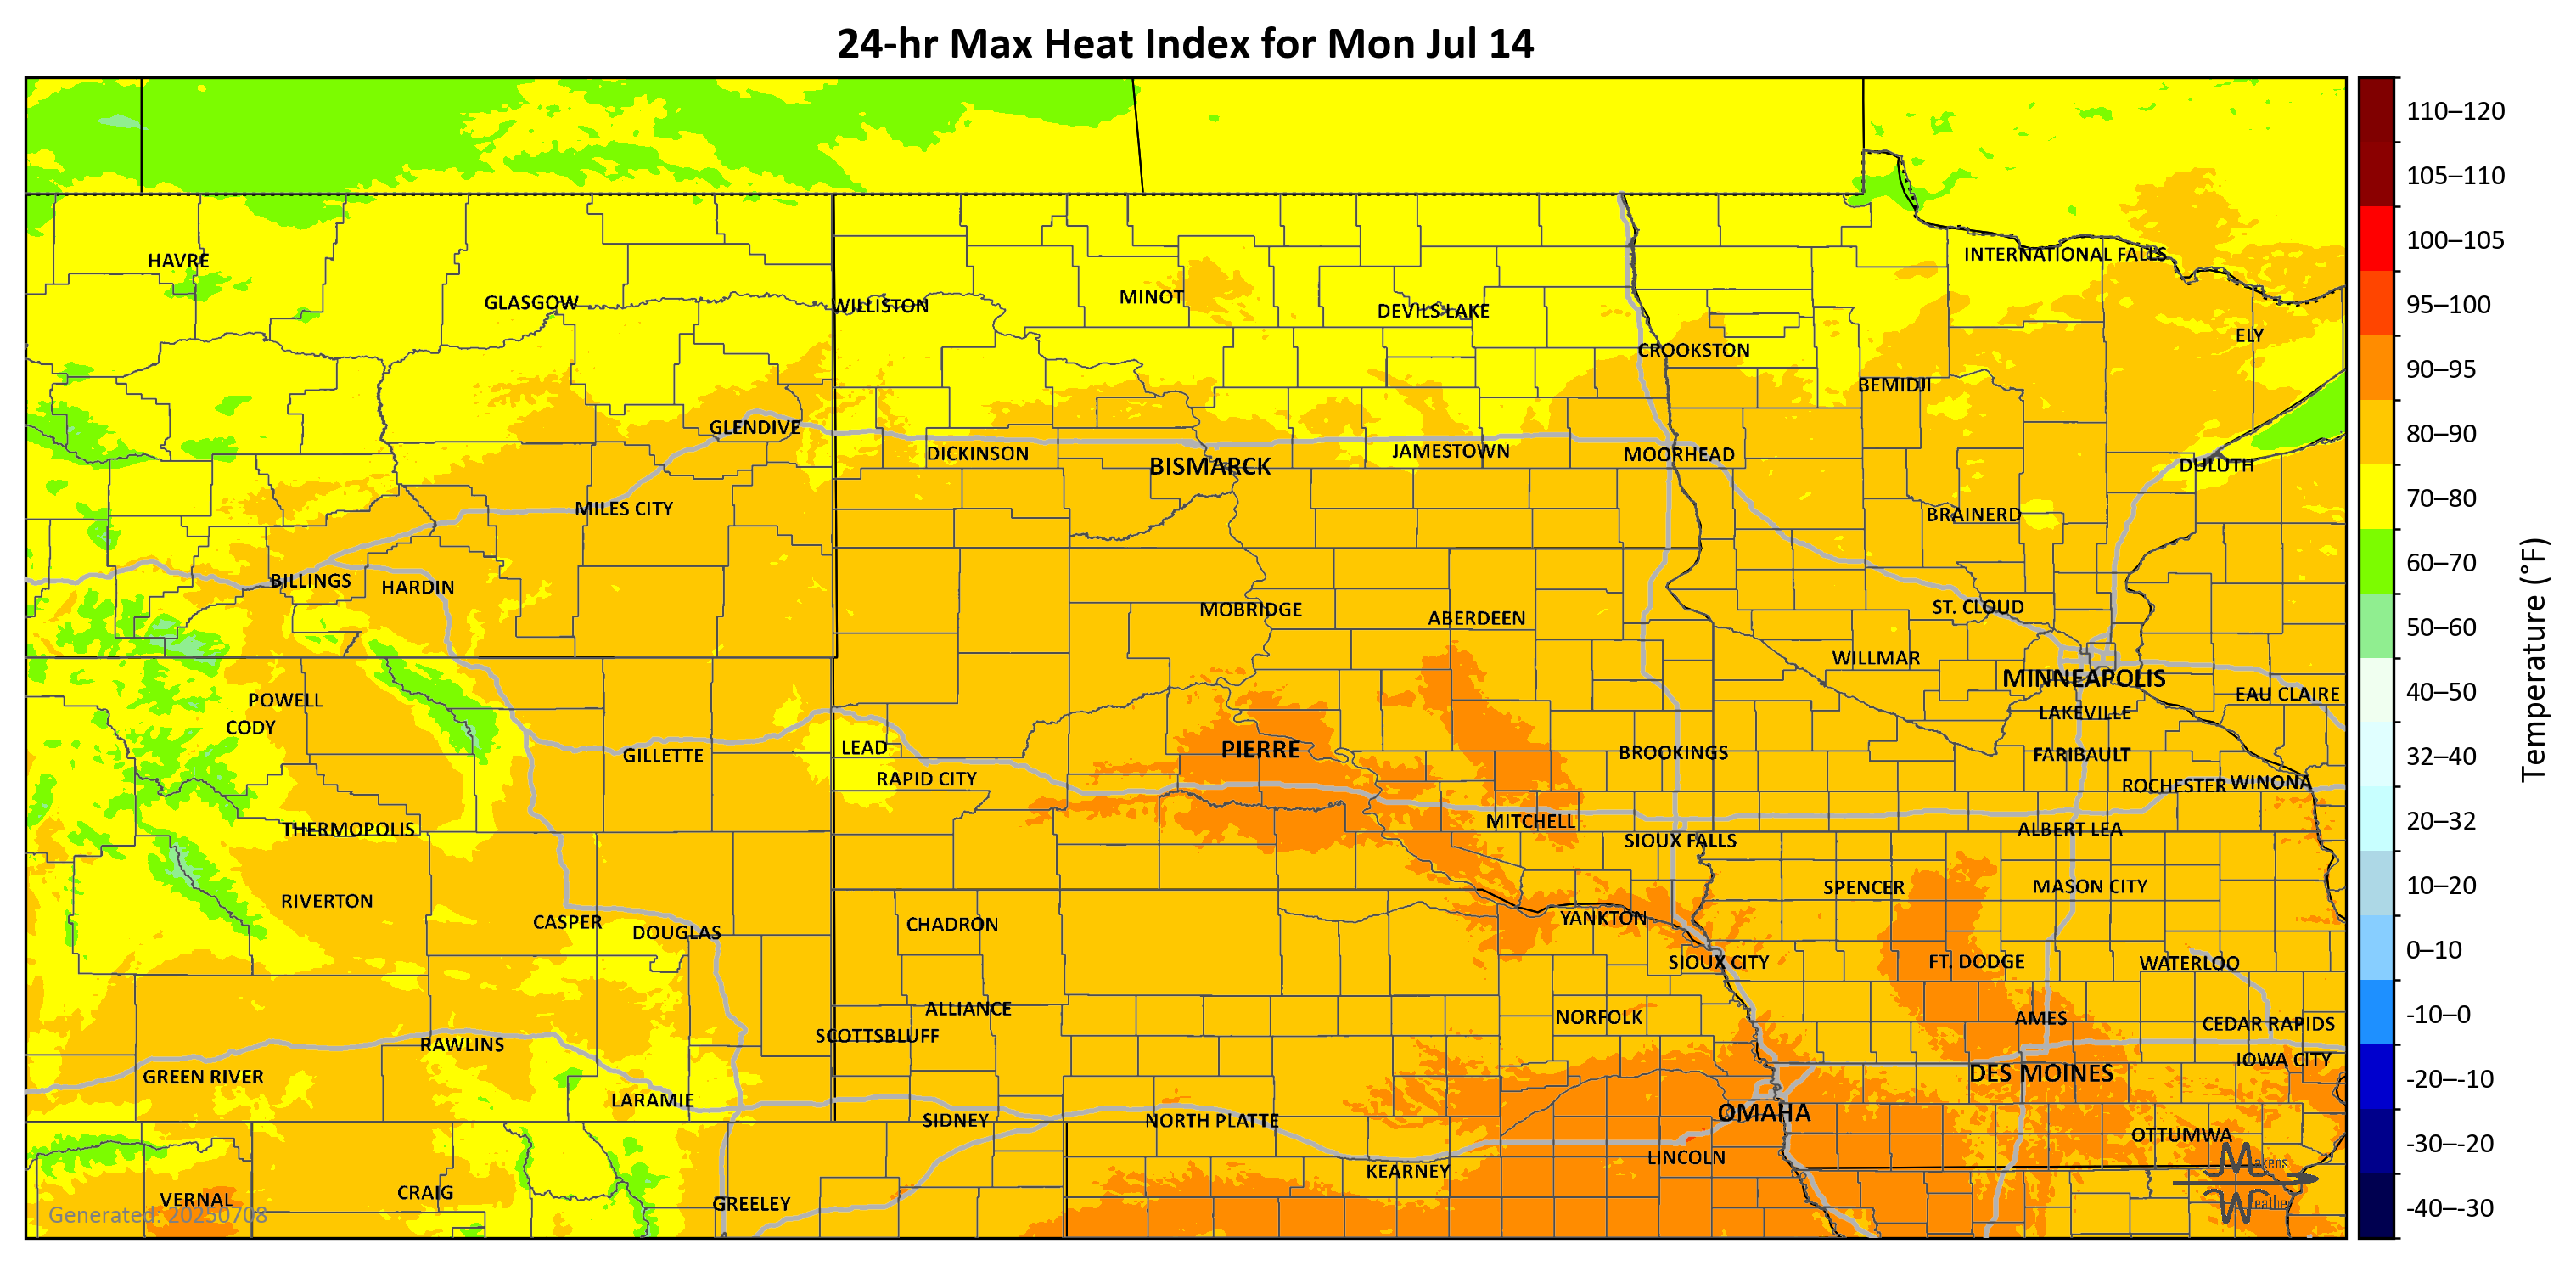 24-hr Max Heat Index for Mon Jul 14
110–120
105–110
100–105
95–100
90–95
80–90
70–80
60–70
50–60
40–50
32–40
20–32
10–20
0–10
-10–0
-20–-10
-30–-20
-40–-30
Temperature (°F)
INTERNATIONAL FALLS
HAVRE
MINOT
GLASGOW
WILLISTON
DEVILS LAKE
ELY
CROOKSTON
BEMIDJI
GLENDIVE
DICKINSON
JAMESTOWN
MOORHEAD
BISMARCK
DULUTH
MILES CITY
BRAINERD
BILLINGS
HARDIN
MOBRIDGE
ABERDEEN
ST. CLOUD
WILLMAR
MINNEAPOLIS
EAU CLAIRE
POWELL
LAKEVILLE
CODY
LEAD
PIERRE
BROOKINGS
FARIBAULT
GILLETTE
RAPID CITY
ROCHESTER
WINONA
THERMOPOLIS
MITCHELL
ALBERT LEA
SIOUX FALLS
SPENCER
MASON CITY
RIVERTON
CASPER
DOUGLAS
CHADRON
YANKTON
SIOUX CITY
FT. DODGE
WATERLOO
ALLIANCE
NORFOLK
AMES
CEDAR RAPIDS
SCOTTSBLUFF
RAWLINS
IOWA CITY
GREEN RIVER
DES MOINES
LARAMIE
OMAHA
SIDNEY
NORTH PLATTE
OTTUMWA
LINCOLN
KEARNEY
VERNAL
CRAIG
GREELEY
Generated: 20250708
Maxens
Weather